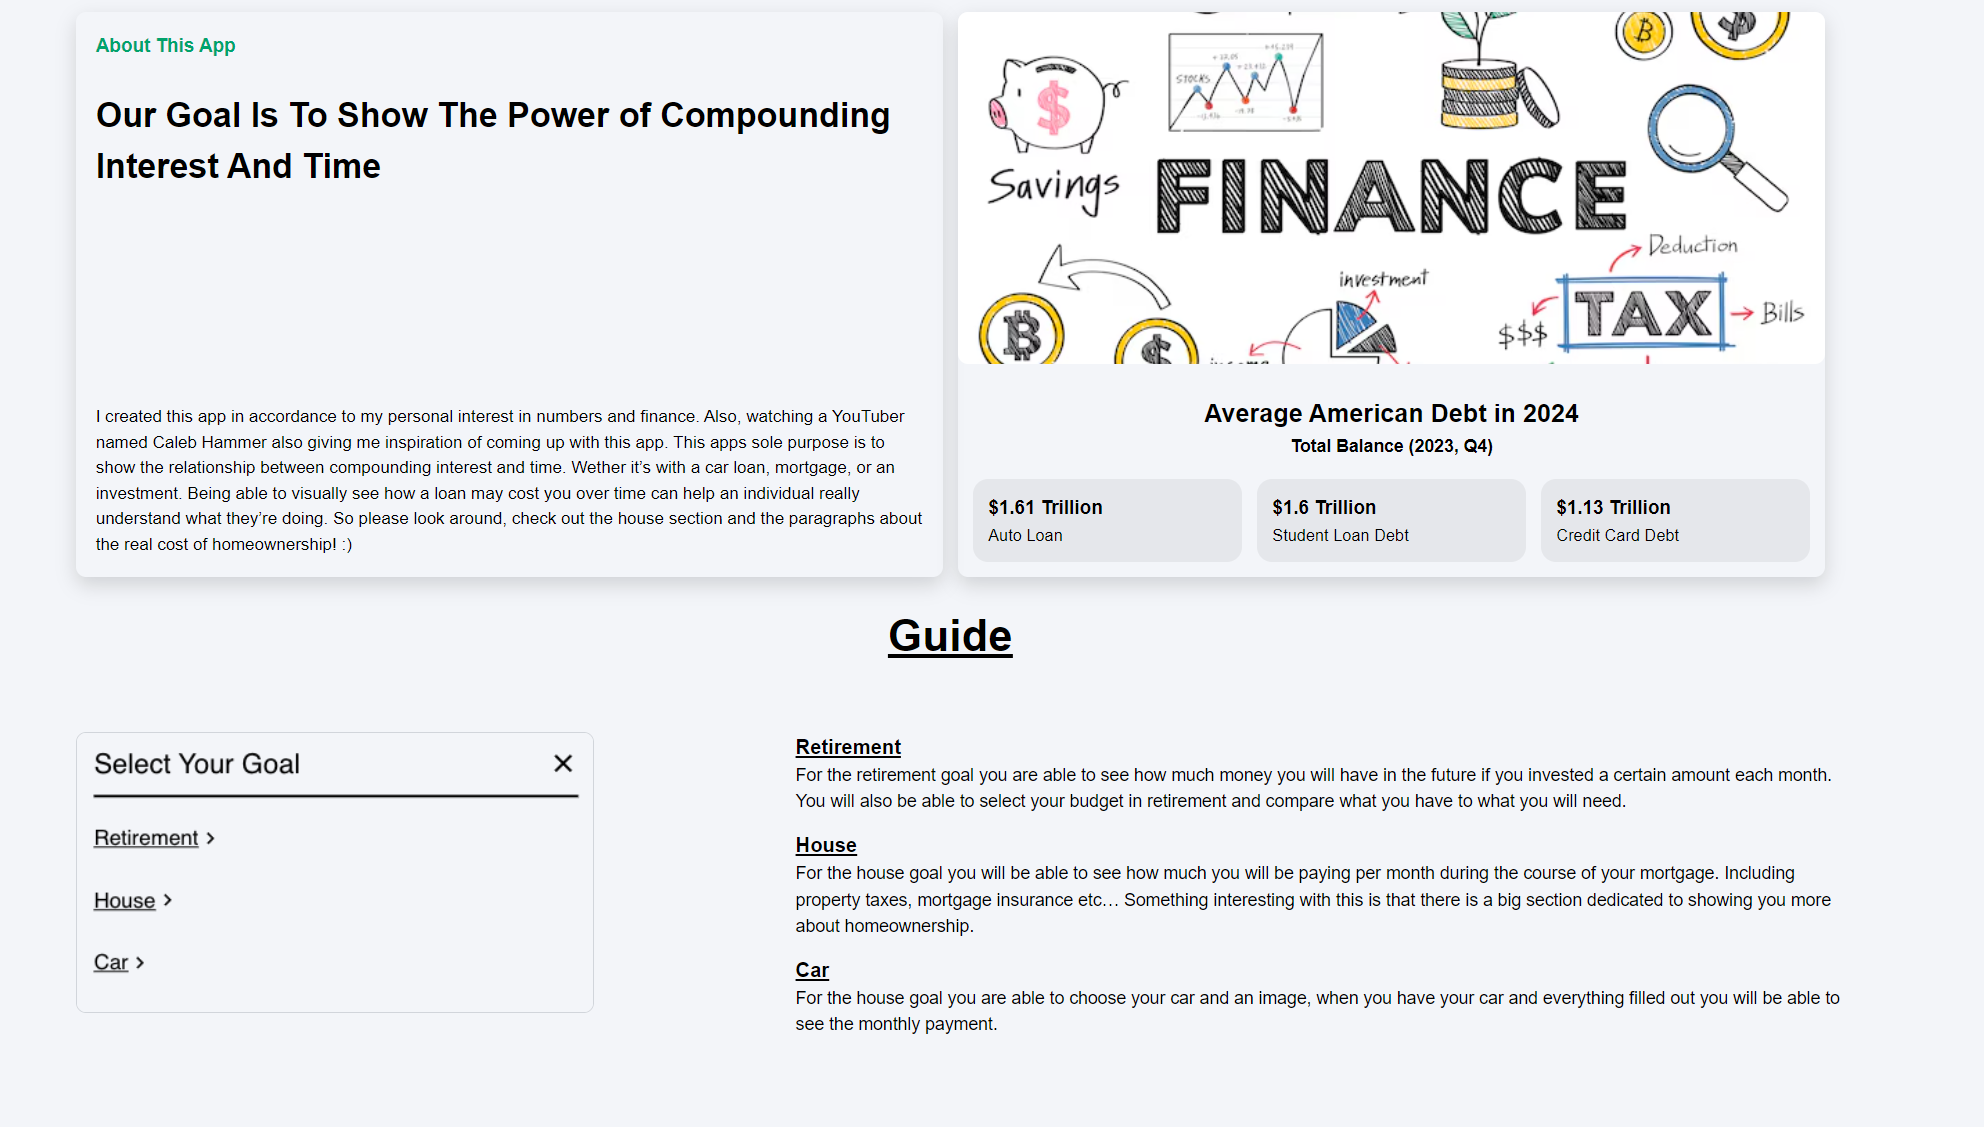 About This App
Our Goal Is To Show The Power of Compounding
Interest And Time
I created this app in accordance to my personal interest in numbers and finance. Also, watching a YouTuber
named Caleb Hammer also giving me inspiration of coming up with this app. This apps sole purpose is to
show the relationship between compounding interest and time. Wether it’s with a car loan, mortgage, or an
investment. Being able to visually see how a loan may cost you over time can help an individual really
understand what they’re doing. So please look around, check out the house section and the paragraphs about
the real cost of homeownership! :)
STOCKS
Savings
FINANCE
Deduction
investment
TAX
Bills
$$$
Average American Debt in 2024
Total Balance (2023, Q4)
$1.61 Trillion
Auto Loan
$1.6 Trillion
Student Loan Debt
$1.13 Trillion
Credit Card Debt
Guide
Select Your Goal
Retirement
House
Car
Retirement
For the retirement goal you are able to see how much money you will have in the future if you invested a certain amount each month.
You will also be able to select your budget in retirement and compare what you have to what you will need.
House
For the house goal you will be able to see how much you will be paying per month during the course of your mortgage. Including
property taxes, mortgage insurance etc… Something interesting with this is that there is a big section dedicated to showing you more
about homeownership.
Car
For the house goal you are able to choose your car and an image, when you have your car and everything filled out you will be able to
see the monthly payment.